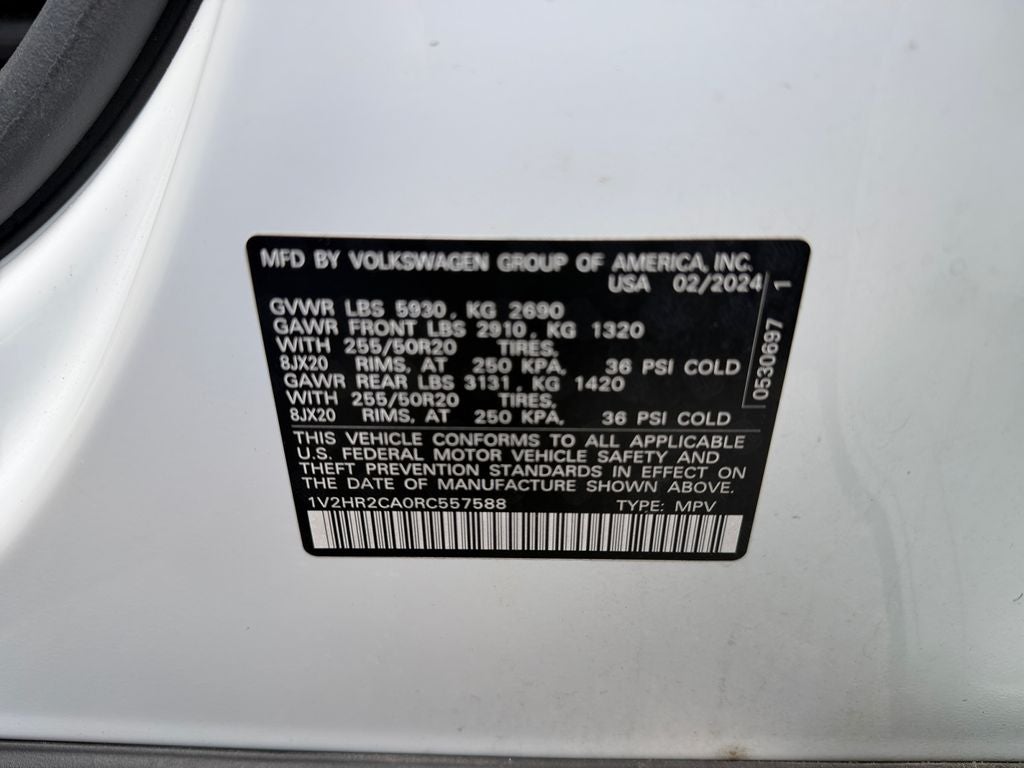 MFD BY VOLKSWAGEN GROUP OF AMERICA, INC.
USA 02/2024
GVWR LBS 5930, KG 2690
GAWR FRONT LBS 2910, KG 1320
WITH 255/50R20 TIRES,
8JX20 RIMS, AT 250 KPA, 36 PSI COLD
GAWR REAR LBS 3131, KG 1420
WITH 255/50R20 TIRES,
8JX20 RIMS, AT 250 KPA, 36 PSI COLD
THIS VEHICLE CONFORMS TO ALL APPLICABLE
U.S. FEDERAL MOTOR VEHICLE SAFETY AND
THEFT PREVENTION STANDARDS IN EFFECT ON
THE DATE OF MANUFACTURE SHOWN ABOVE.
1V2HR2CA0RC557588 TYPE: MPV
0530697 1